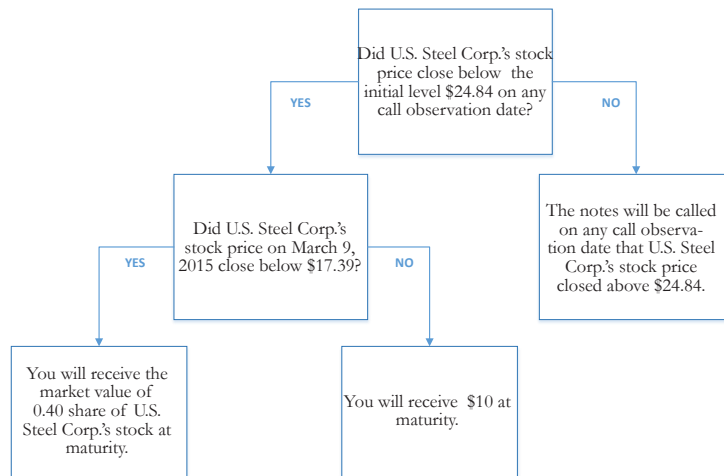 Did U.S. Steel Corp.'s stock
price close below the
initial level $24.84 on any
call observation date?
YES
NO
Did U.S. Steel Corp.'s
stock price on March 9,
2015 close below $17.39?
The notes will be called
on any call observa-
tion date that U.S. Steel
Corp.'s stock price
closed above $24.84.
YES
NO
You will receive the
market value of
0.40 share of U.S.
Steel Corp.'s stock at
maturity.
You will receive $10 at
maturity.